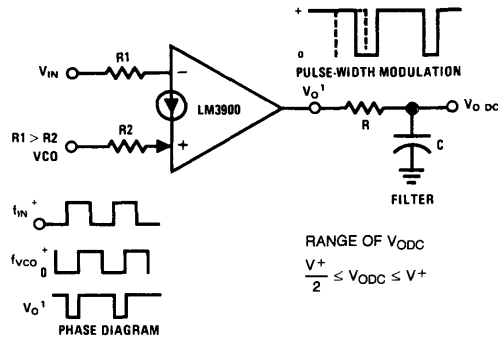 +
0
PULSE-WIDTH MODULATION
R1
VIN
−
LM3900
VO¹
R
VO DC
R1 > R2
VCO
R2
+
C
FILTER
fIN +
fVCO +
0
VO¹
PHASE DIAGRAM
RANGE OF VODC
V+/2 ≤ VODC ≤ V+